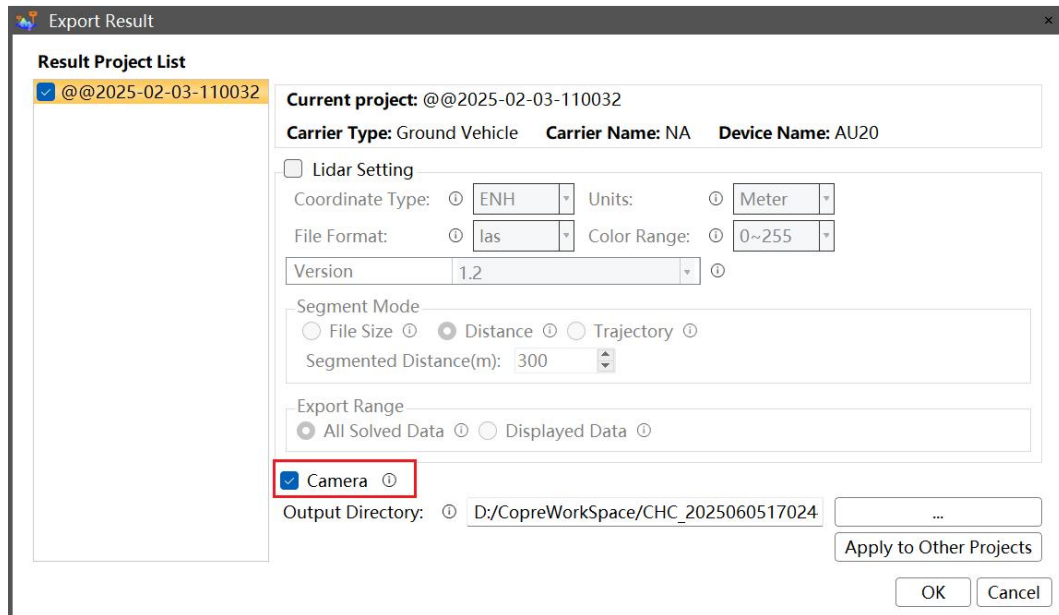 Export Result
Result Project List
@@2025-02-03-110032
Current project: @@2025-02-03-110032
Carrier Type: Ground Vehicle Carrier Name: NA Device Name: AU20
Lidar Setting
Coordinate Type: ENH Units: Meter
File Format: las Color Range: 0~255
Version 1.2
Segment Mode
File Size Distance Trajectory
Segmented Distance(m): 300
Export Range
All Solved Data Displayed Data
Camera
Output Directory: D:/CopreWorkSpace/CHC_2025060517024 ...
Apply to Other Projects
OK Cancel